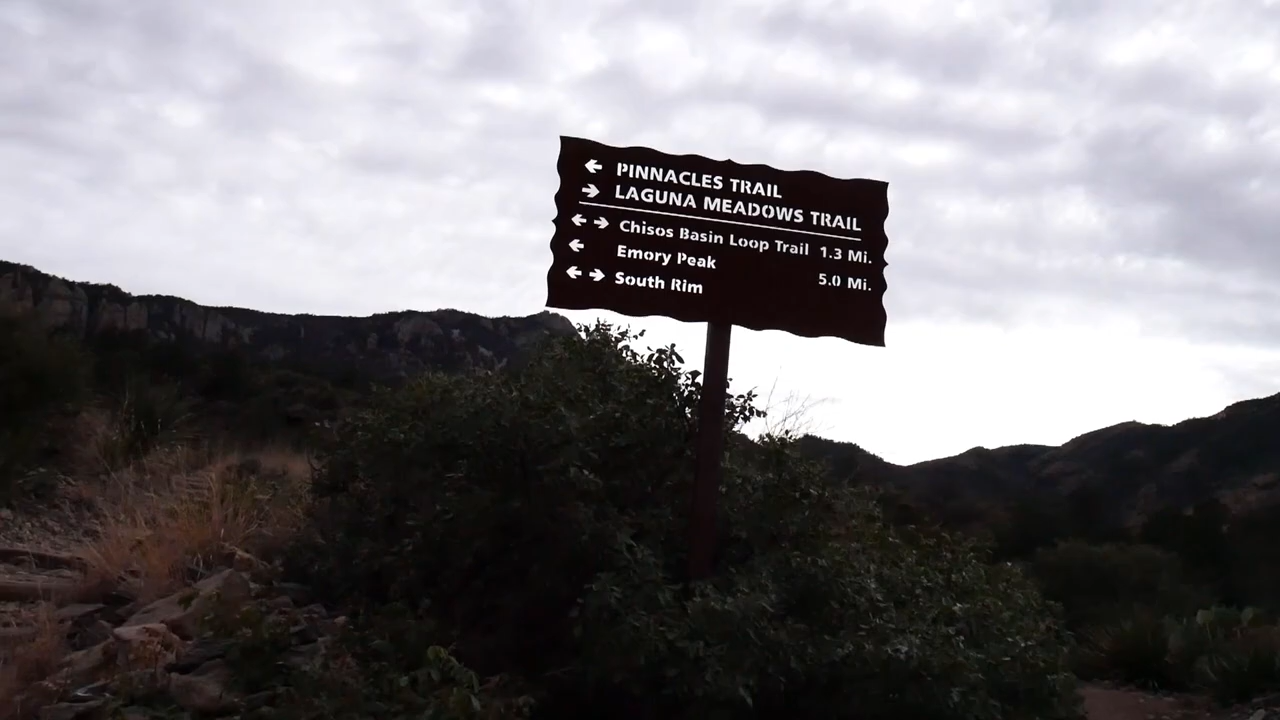 ← PINNACLES TRAIL
→ LAGUNA MEADOWS TRAIL
← → Chisos Basin Loop Trail 1.3 Mi.
← Emory Peak 5.0 Mi.
← → South Rim